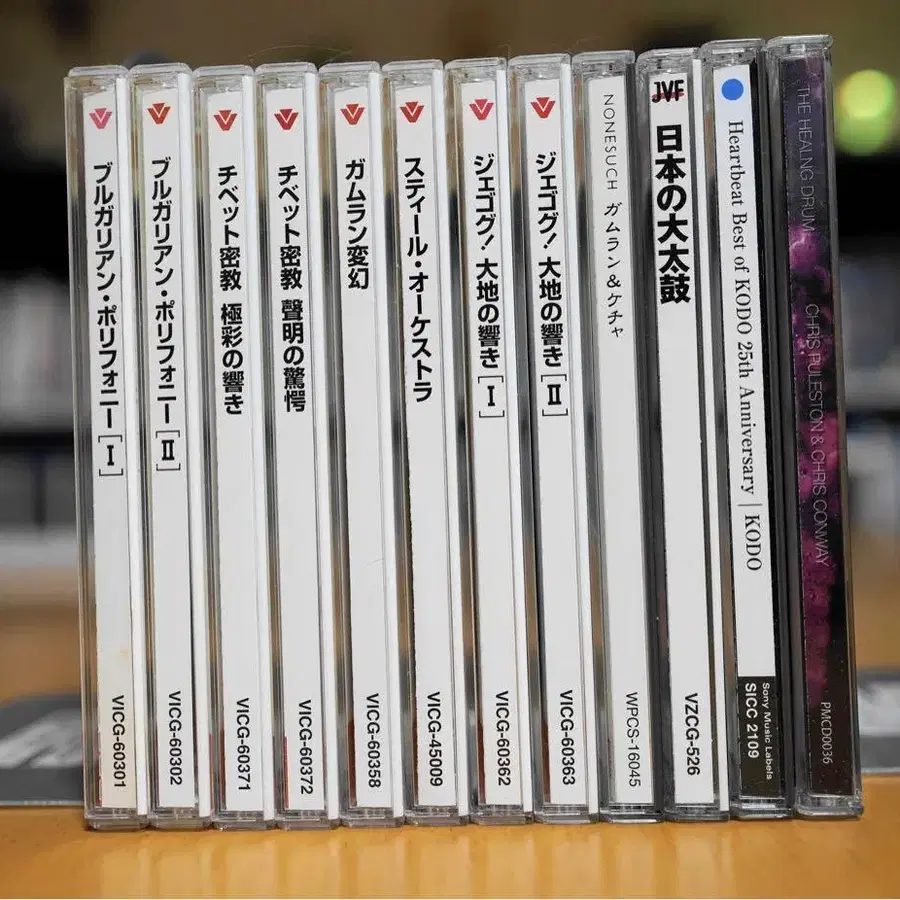 ブルガリアン・ポリフォニー[Ⅰ]
VICG-60301
ブルガリアン・ポリフォニー[Ⅱ]
VICG-60302
チベット密教 極彩の響き
VICG-60371
チベット密教 聲明の驚愕
VICG-60372
ガムラン変幻
VICG-60358
スティール・オーケストラ
VICG-45009
ジェゴグ!大地の響き[Ⅰ]
VICG-60362
ジェゴグ!大地の響き[Ⅱ]
VICG-60363
NONESUCH ガムラン&ケチャ
WPCS-16045
JVF
日本の大太鼓
VZCG-526
Heartbeat Best of KODO 25th Anniversary | KODO
Sony Music Labels
SICC 2109
THE HEALNG DRUM
CHRIS PULESTON & CHRIS CONWAY
PMCD0036